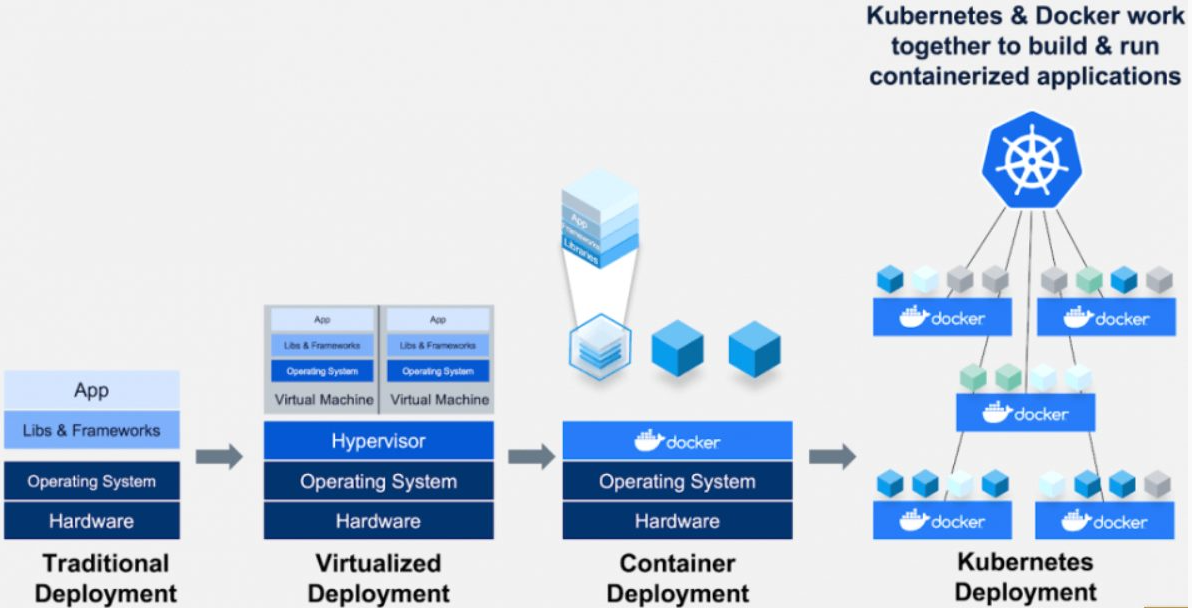 Kubernetes & Docker work
together to build & run
containerized applications
App
Frameworks
Libraries
docker
docker
docker
docker
docker
App
Libs & Frameworks
Operating System
Hardware
Traditional
Deployment
App
Libs & Frameworks
Operating System
Virtual Machine
App
Libs & Frameworks
Operating System
Virtual Machine
Hypervisor
Operating System
Hardware
Virtualized
Deployment
docker
Operating System
Hardware
Container
Deployment
Kubernetes
Deployment